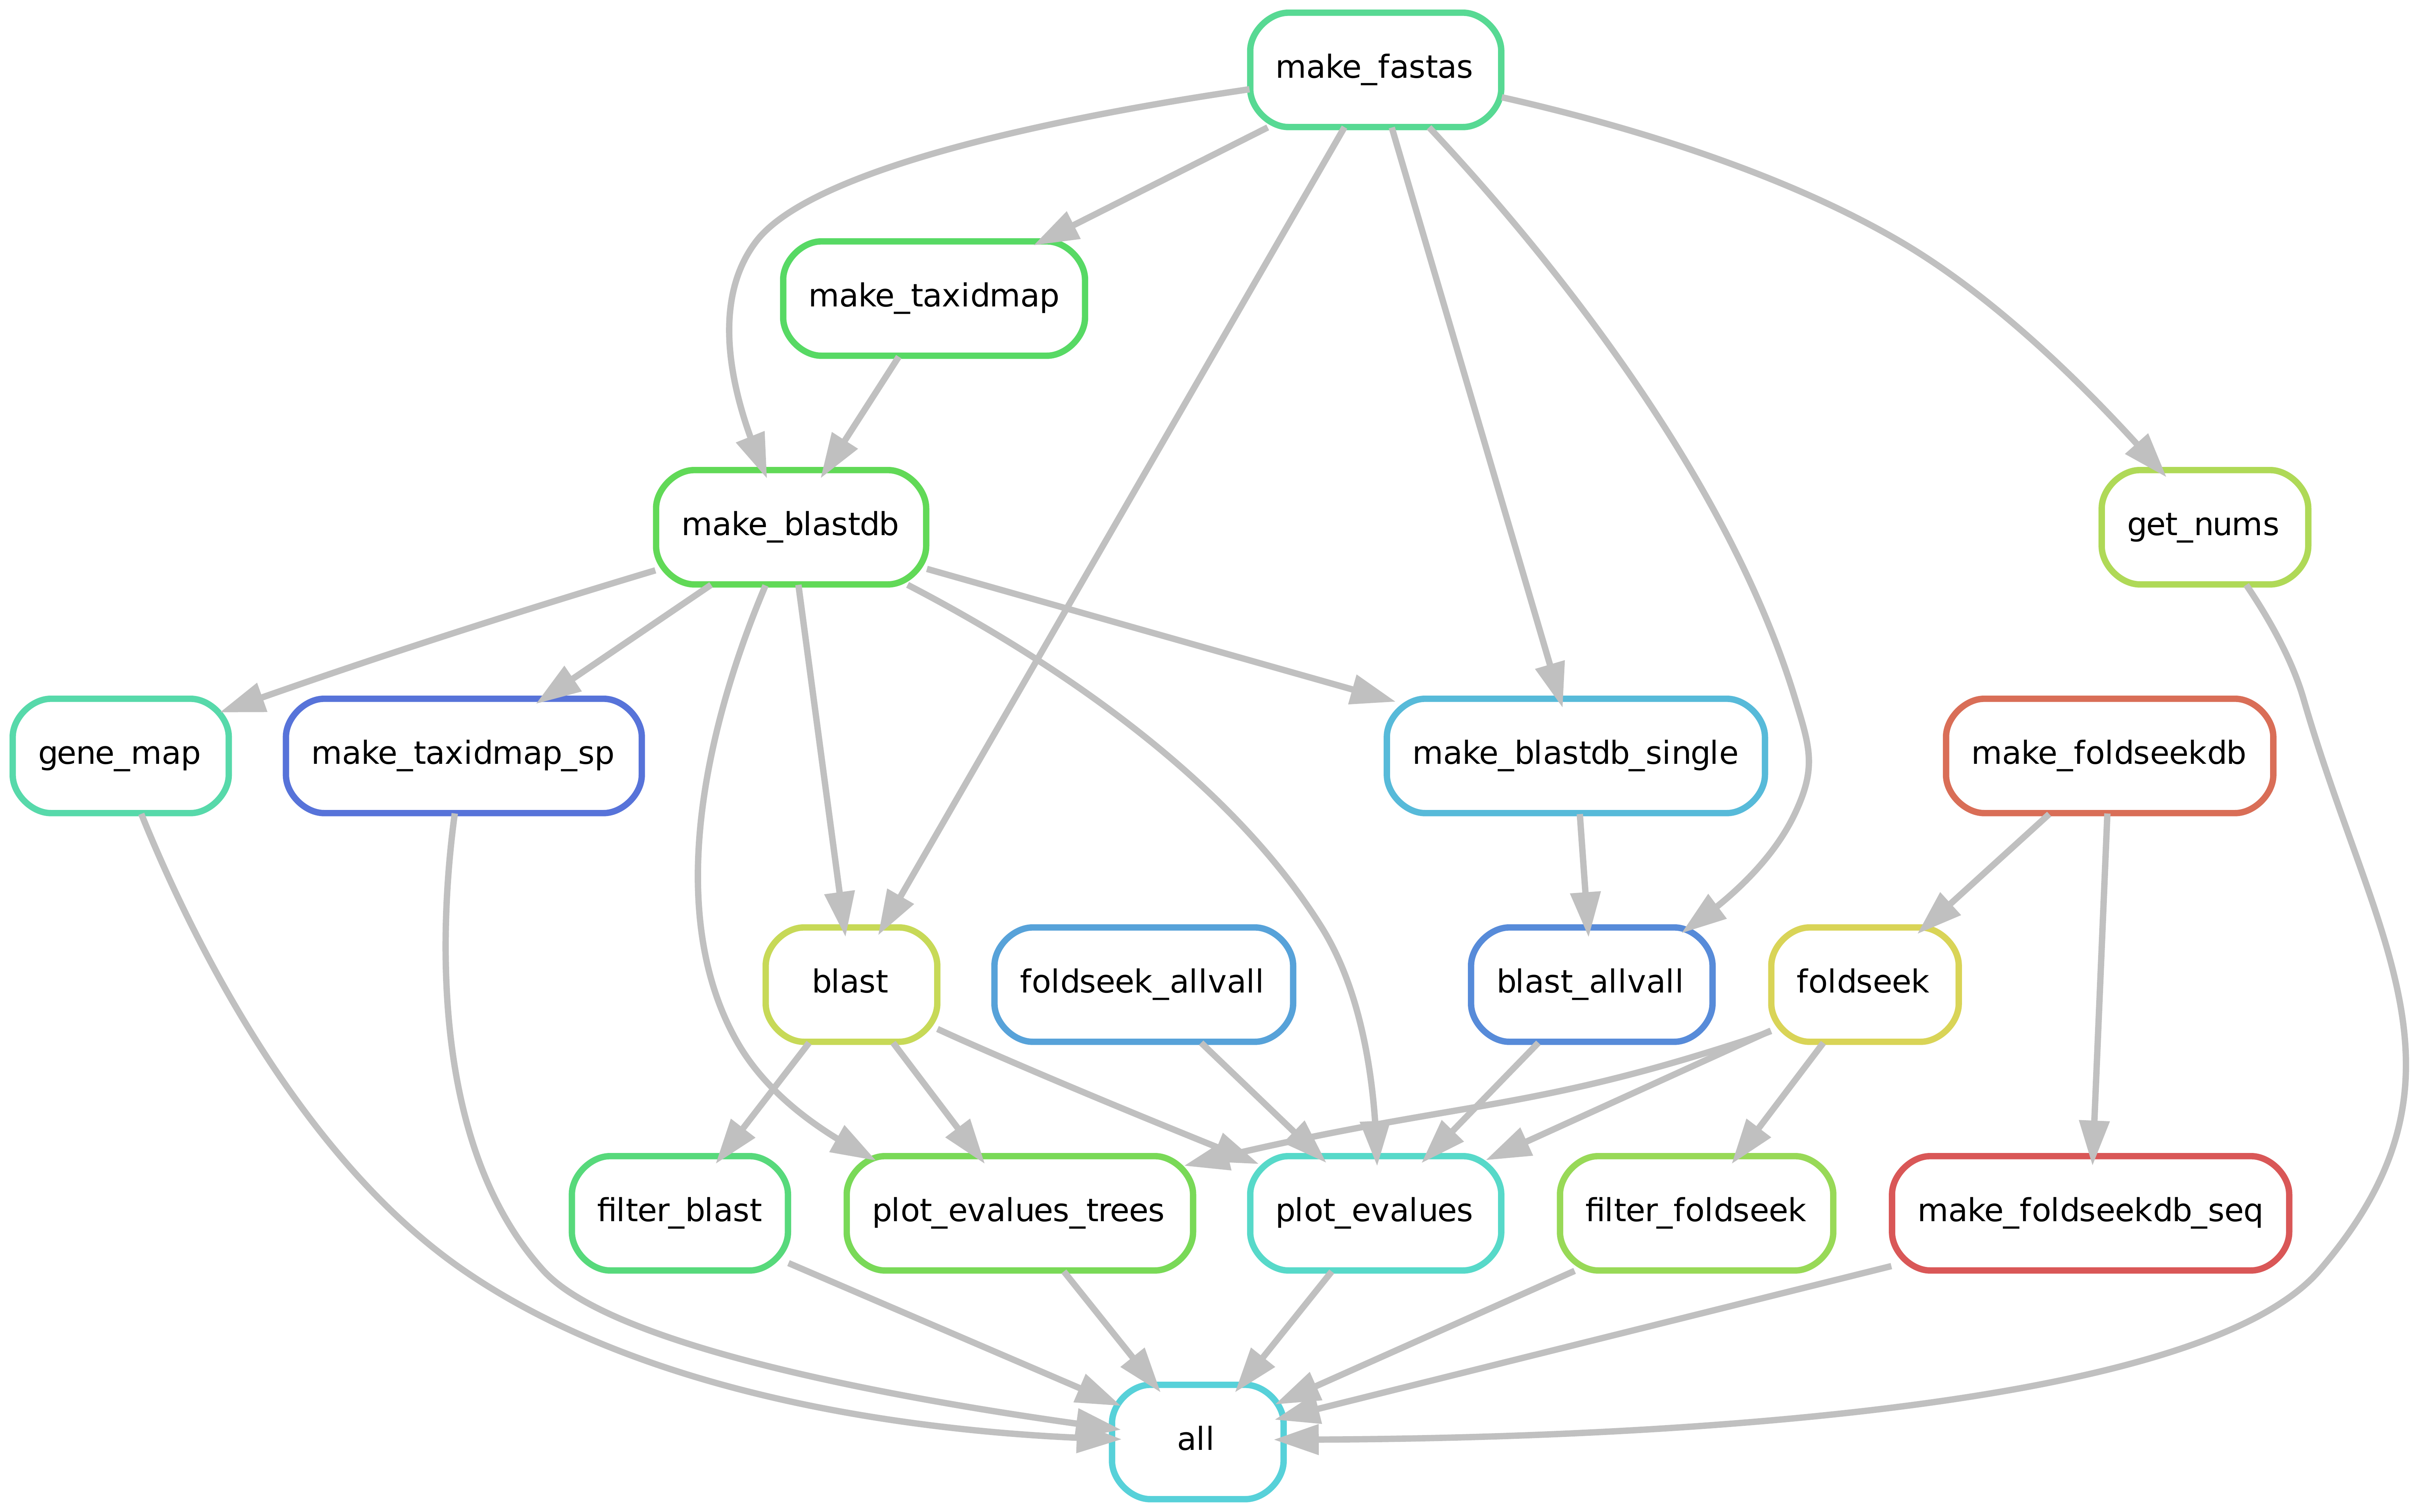 make_fastas
make_taxidmap
make_blastdb
get_nums
gene_map
make_taxidmap_sp
make_blastdb_single
make_foldseekdb
blast
foldseek_allvall
blast_allvall
foldseek
filter_blast
plot_evalues_trees
plot_evalues
filter_foldseek
make_foldseekdb_seq
all